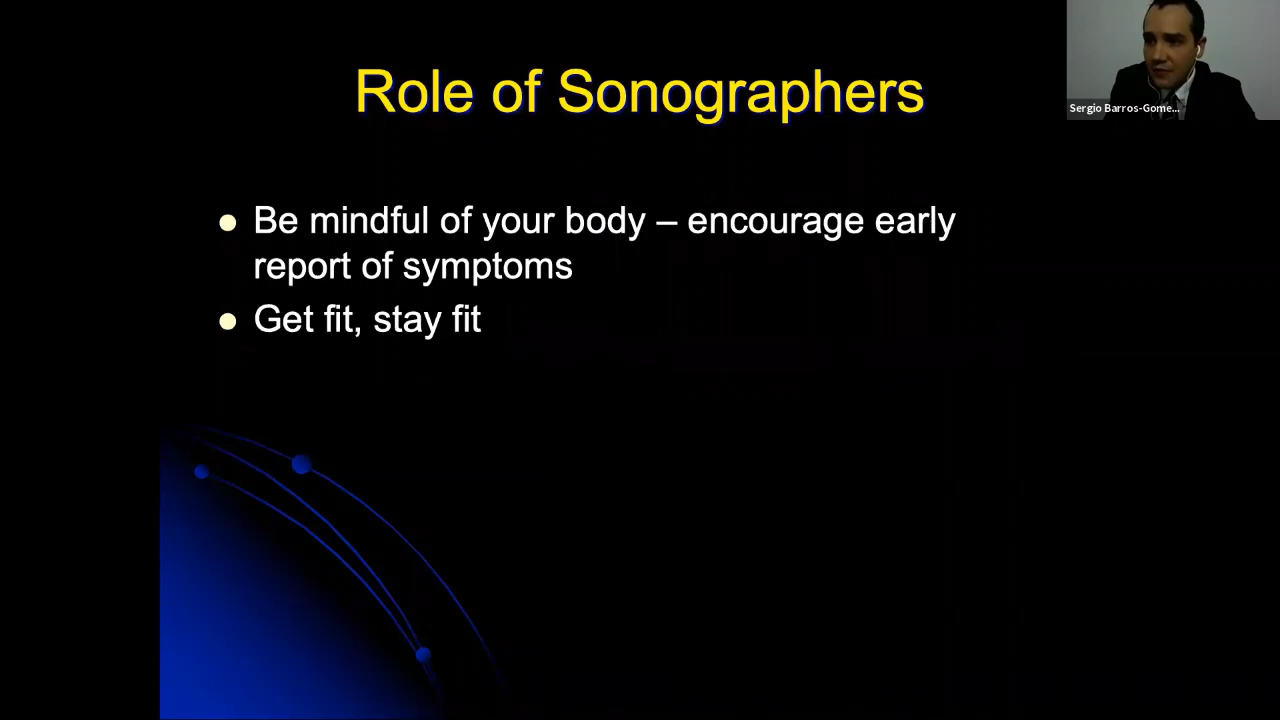 Role of Sonographers
Sergio Barros-Gome...
● Be mindful of your body – encourage early
report of symptoms
● Get fit, stay fit